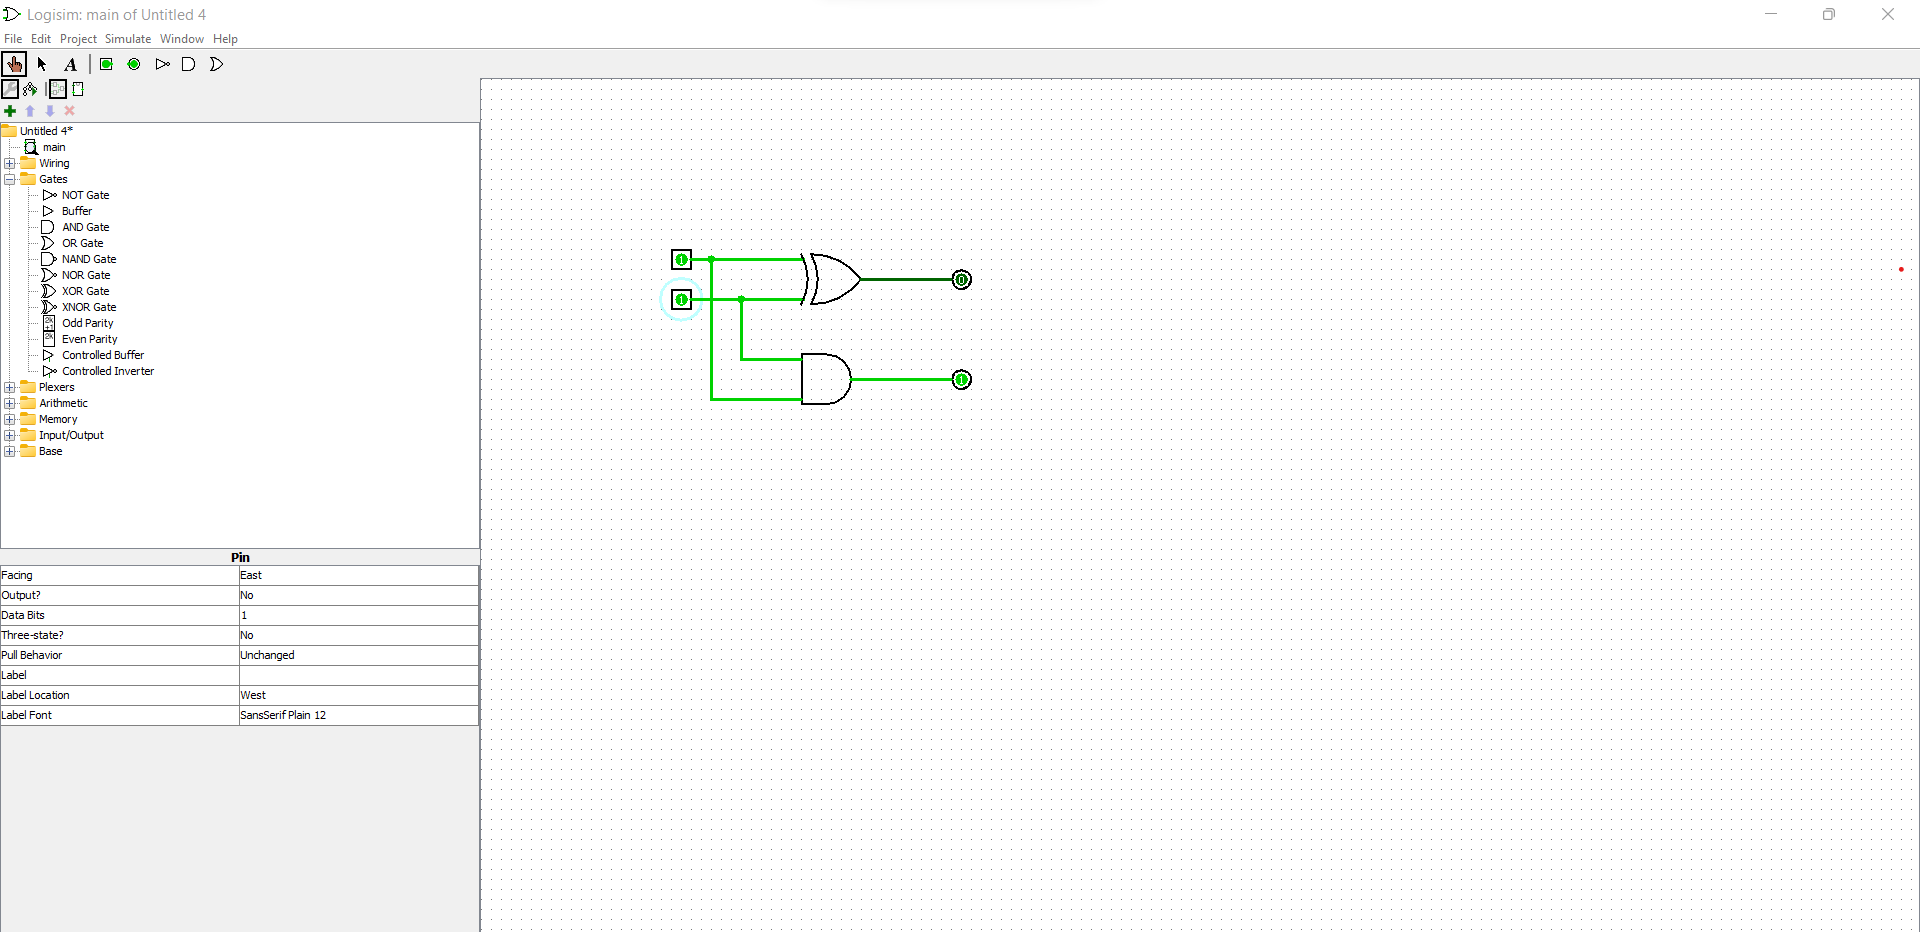 Logisim: main of Untitled 4
File Edit Project Simulate Window Help
A
Untitled 4*
main
Wiring
Gates
NOT Gate
Buffer
AND Gate
OR Gate
NAND Gate
NOR Gate
XOR Gate
XNOR Gate
Odd Parity
Even Parity
Controlled Buffer
Controlled Inverter
Plexers
Arithmetic
Memory
Input/Output
Base
Pin
Facing East
Output? No
Data Bits 1
Three-state? No
Pull Behavior Unchanged
Label
Label Location West
Label Font SansSerif Plain 12
1
0
1
1